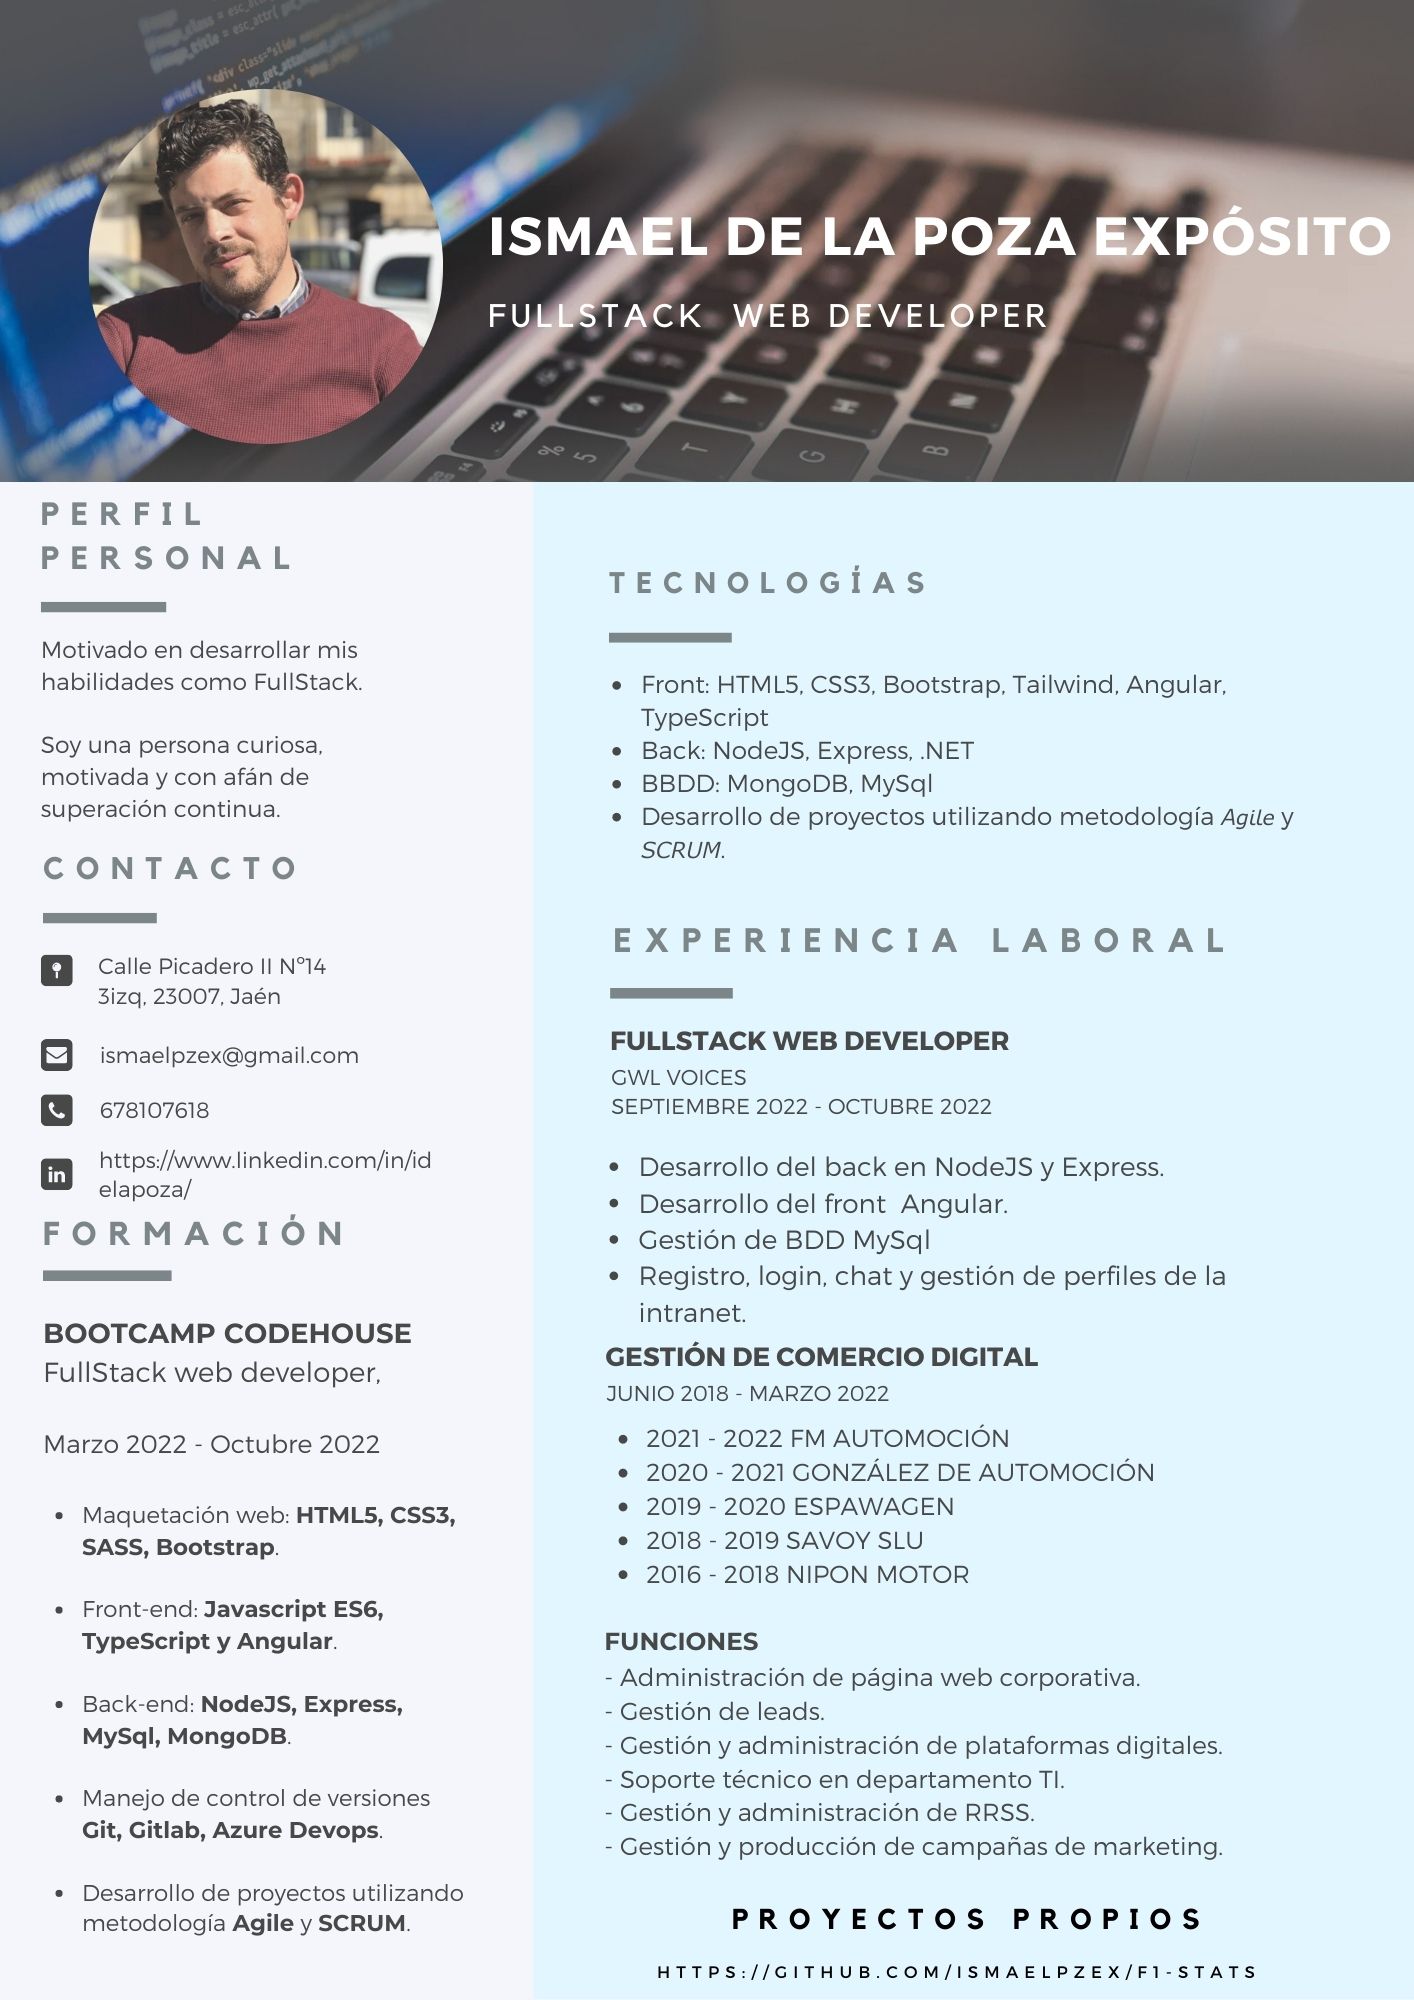 ISMAEL DE LA POZA EXPÓSITO
FULLSTACK WEB DEVELOPER
PERFIL
PERSONAL
Motivado en desarrollar mis
habilidades como FullStack.
Soy una persona curiosa,
motivada y con afán de
superación continua.
CONTACTO
Calle Picadero II Nº14
3izq, 23007, Jaén
ismaelpzex@gmail.com
678107618
in
https://www.linkedin.com/in/id
elapoza/
FORMACIÓN
BOOTCAMP CODEHOUSE
FullStack web developer,
Marzo 2022 - Octubre 2022
• Maquetación web: HTML5, CSS3,
SASS, Bootstrap.
• Front-end: Javascript ES6,
TypeScript y Angular.
• Back-end: NodeJS, Express,
MySql, MongoDB.
• Manejo de control de versiones
Git, Gitlab, Azure Devops.
• Desarrollo de proyectos utilizando
metodología Agile y SCRUM.
TECNOLOGÍAS
• Front: HTML5, CSS3, Bootstrap, Tailwind, Angular,
TypeScript
• Back: NodeJS, Express, .NET
• BBDD: MongoDB, MySql
• Desarrollo de proyectos utilizando metodología Agile y
SCRUM.
EXPERIENCIA LABORAL
FULLSTACK WEB DEVELOPER
GWL VOICES
SEPTIEMBRE 2022 - OCTUBRE 2022
• Desarrollo del back en NodeJS y Express.
• Desarrollo del front Angular.
• Gestión de BDD MySql
• Registro, login, chat y gestión de perfiles de la
intranet.
GESTIÓN DE COMERCIO DIGITAL
JUNIO 2018 - MARZO 2022
• 2021 - 2022 FM AUTOMOCIÓN
• 2020 - 2021 GONZÁLEZ DE AUTOMOCIÓN
• 2019 - 2020 ESPAWAGEN
• 2018 - 2019 SAVOY SLU
• 2016 - 2018 NIPON MOTOR
FUNCIONES
- Administración de página web corporativa.
- Gestión de leads.
- Gestión y administración de plataformas digitales.
- Soporte técnico en departamento TI.
- Gestión y administración de RRSS.
- Gestión y producción de campañas de marketing.
PROYECTOS PROPIOS
HTTPS://GITHUB.COM/ISMAELPZEX/F1-STATS